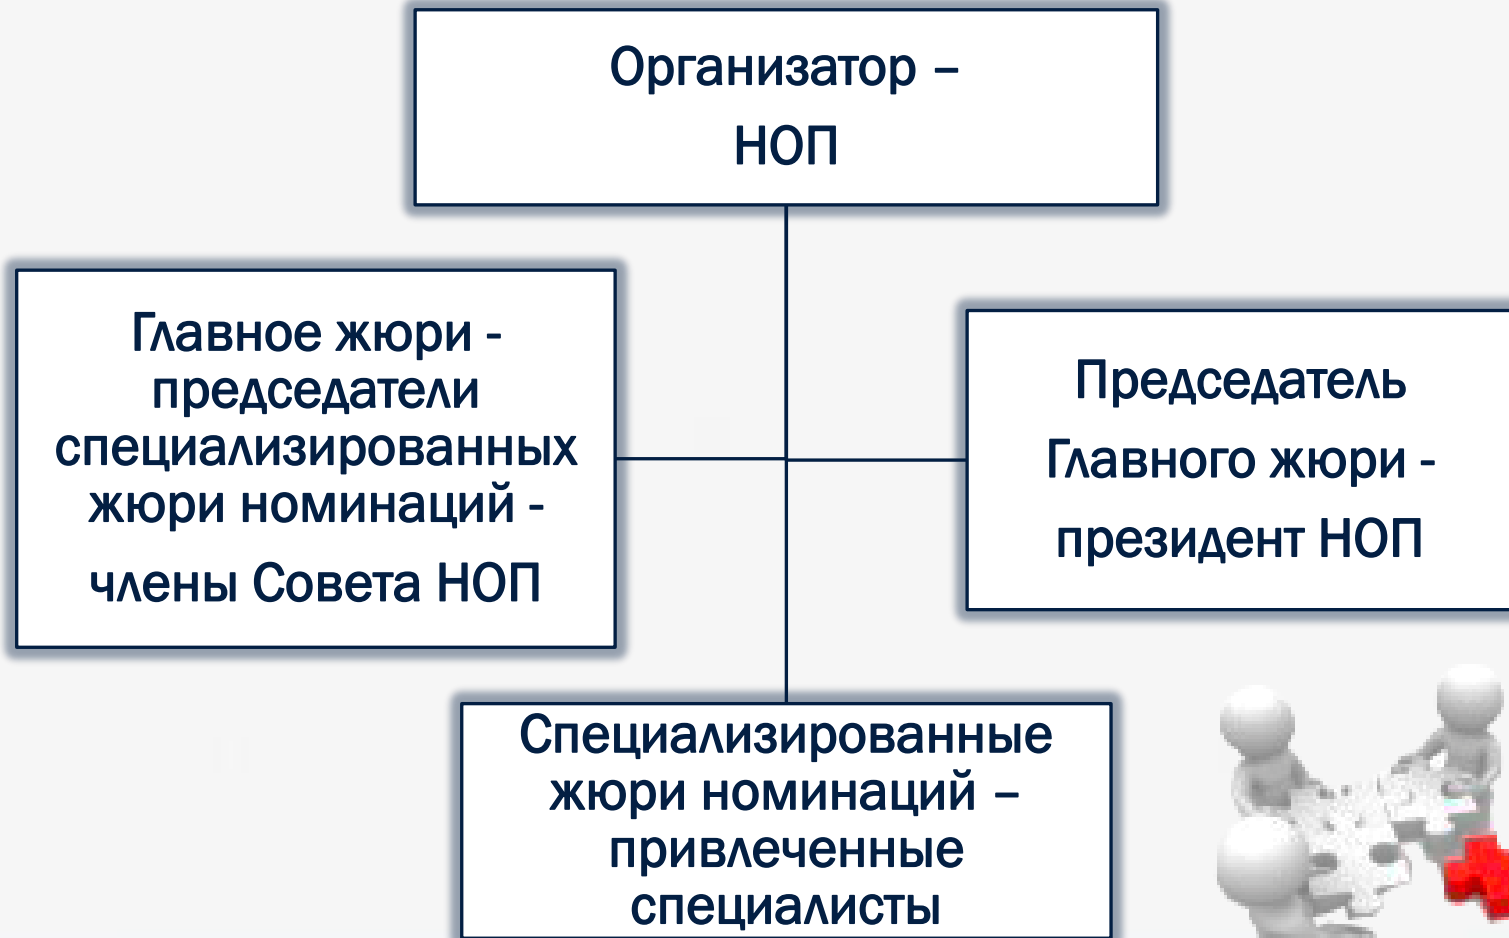 Организатор –
НОП
Главное жюри -
председатели
специализированных
жюри номинаций -
члены Совета НОП
Председатель
Главного жюри -
президент НОП
Специализированные
жюри номинаций –
привлеченные
специалисты